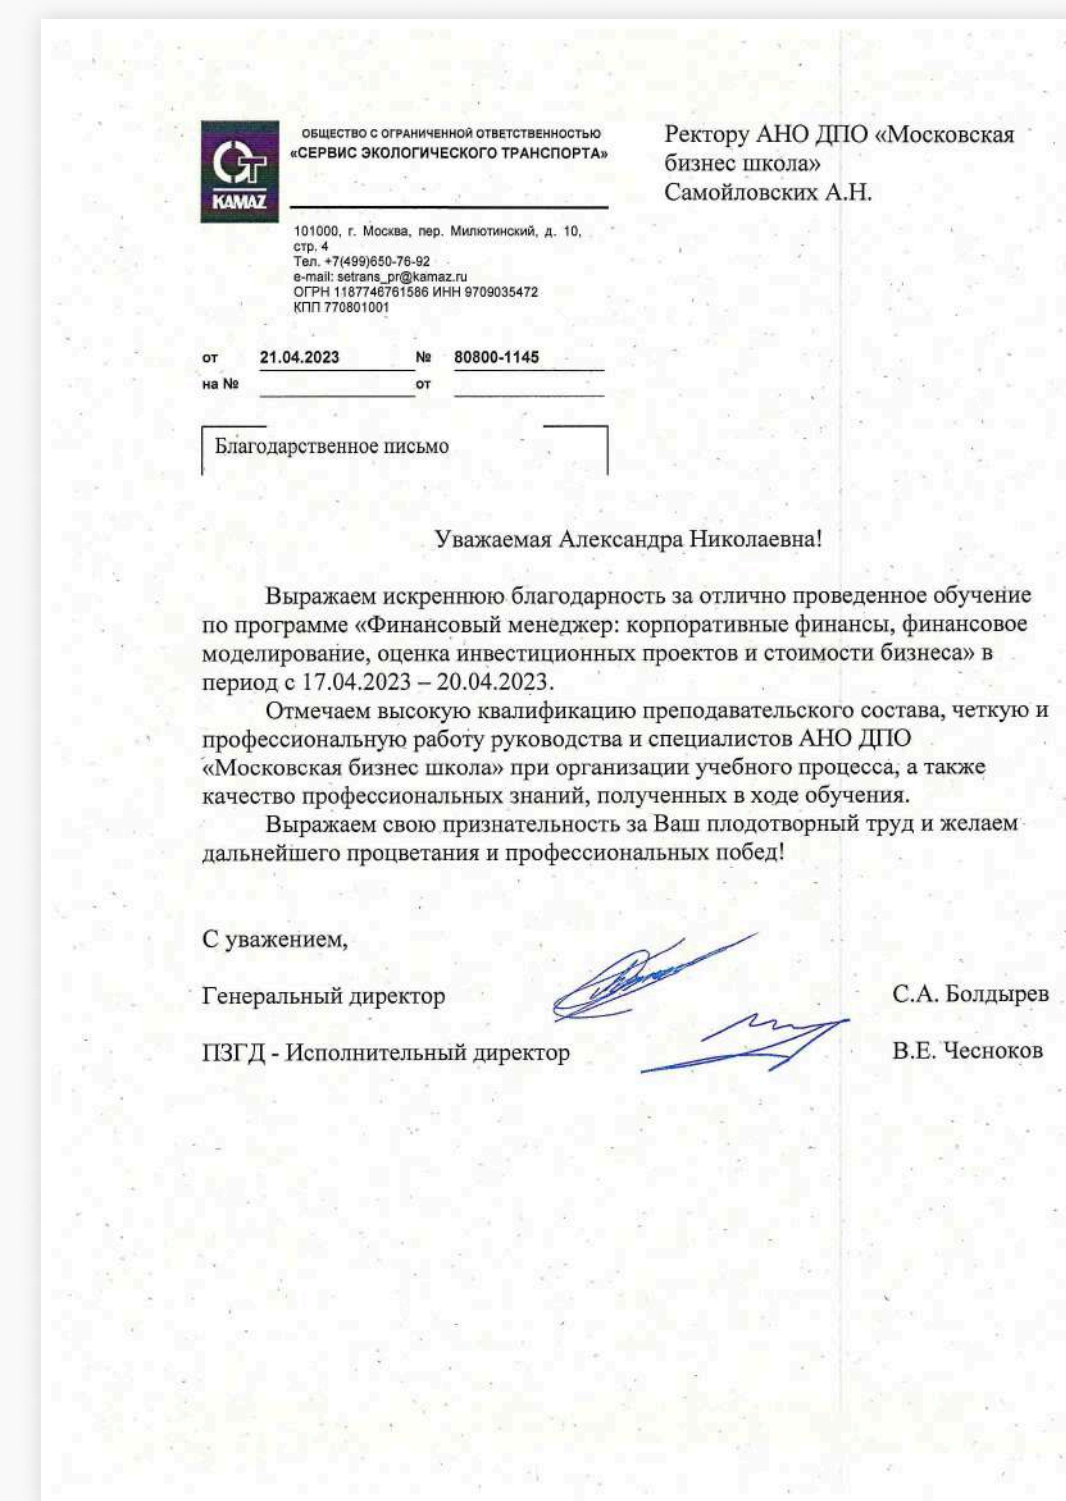 КАМАZ
ОБЩЕСТВО С ОГРАНИЧЕННОЙ ОТВЕТСТВЕННОСТЬЮ
«СЕРВИС ЭКОЛОГИЧЕСКОГО ТРАНСПОРТА»
101000, г. Москва, пер. Милютинский, д. 10,
стр. 4
Тел. +7(499)650-76-92
e-mail: setrans_pr@kamaz.ru
ОГРН 1187746761586 ИНН 9709035472
КПП 770801001
Ректору АНО ДПО «Московская
бизнес школа»
Самойловских А.Н.
от 21.04.2023 № 80800-1145
на № от
Благодарственное письмо
Уважаемая Александра Николаевна!
Выражаем искреннюю благодарность за отлично проведенное обучение
по программе «Финансовый менеджер: корпоративные финансы, финансовое
моделирование, оценка инвестиционных проектов и стоимости бизнеса» в
период с 17.04.2023 – 20.04.2023.
Отмечаем высокую квалификацию преподавательского состава, четкую и
профессиональную работу руководства и специалистов АНО ДПО
«Московская бизнес школа» при организации учебного процесса, а также
качество профессиональных знаний, полученных в ходе обучения.
Выражаем свою признательность за Ваш плодотворный труд и желаем
дальнейшего процветания и профессиональных побед!
С уважением,
Генеральный директор С.А. Болдырев
ПЗГД - Исполнительный директор В.Е. Чесноков